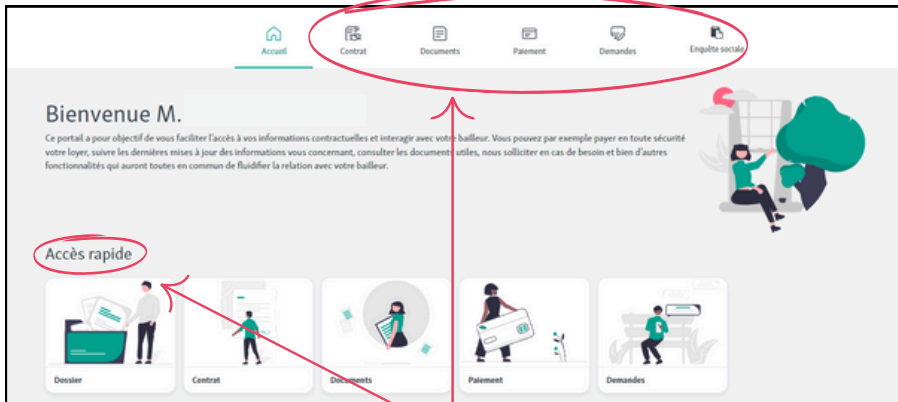 Accueil Contrat Documents Paiement Demandes Enquête sociale
Bienvenue M.
Ce portail a pour objectif de vous faciliter l'accès à vos informations contractuelles et interagir avec votre bailleur. Vous pouvez par exemple payer en toute sécurité
votre loyer, suivre les dernières mises à jour des informations vous concernant, consulter les documents utiles, nous solliciter en cas de besoin et bien d'autres
fonctionnalités qui auront toutes en commun de fluidifier la relation avec votre bailleur.
Accès rapide
Dossier Contrat Documents Paiement Demandes